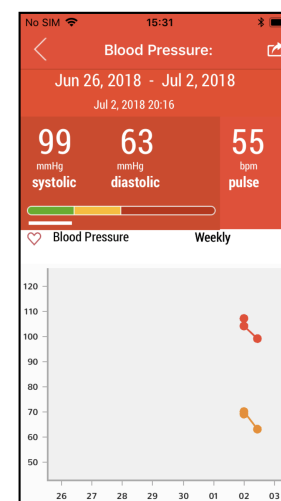 No SIM 15:31
Blood Pressure:
Jun 26, 2018 - Jul 2, 2018
Jul 2, 2018 20:16
99 63 55
mmHg mmHg bpm
systolic diastolic pulse
Blood Pressure Weekly
120
110
100
90
80
70
60
50
26 27 28 29 30 01 02 03